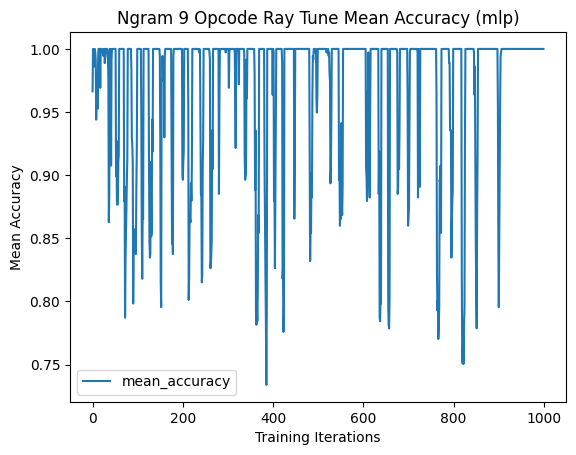 Ngram 9 Opcode Ray Tune Mean Accuracy (mlp)
1.00
0.95
0.90
0.85
0.80
0.75
Mean Accuracy
mean_accuracy
0 200 400 600 800 1000
Training Iterations